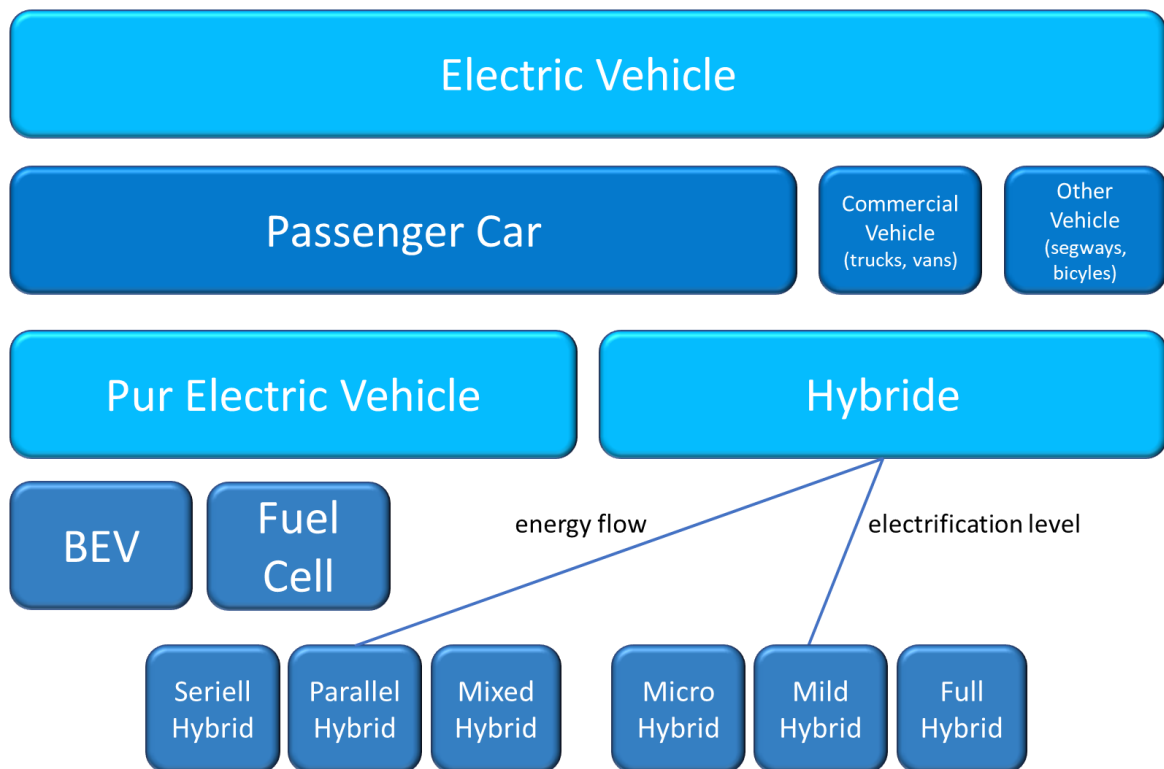 Electric Vehicle
Passenger Car
Commercial
Vehicle
(trucks, vans)
Other
Vehicle
(segways,
bicyles)
Pur Electric Vehicle
Hybride
BEV
Fuel
Cell
energy flow
electrification level
Seriell
Hybrid
Parallel
Hybrid
Mixed
Hybrid
Micro
Hybrid
Mild
Hybrid
Full
Hybrid